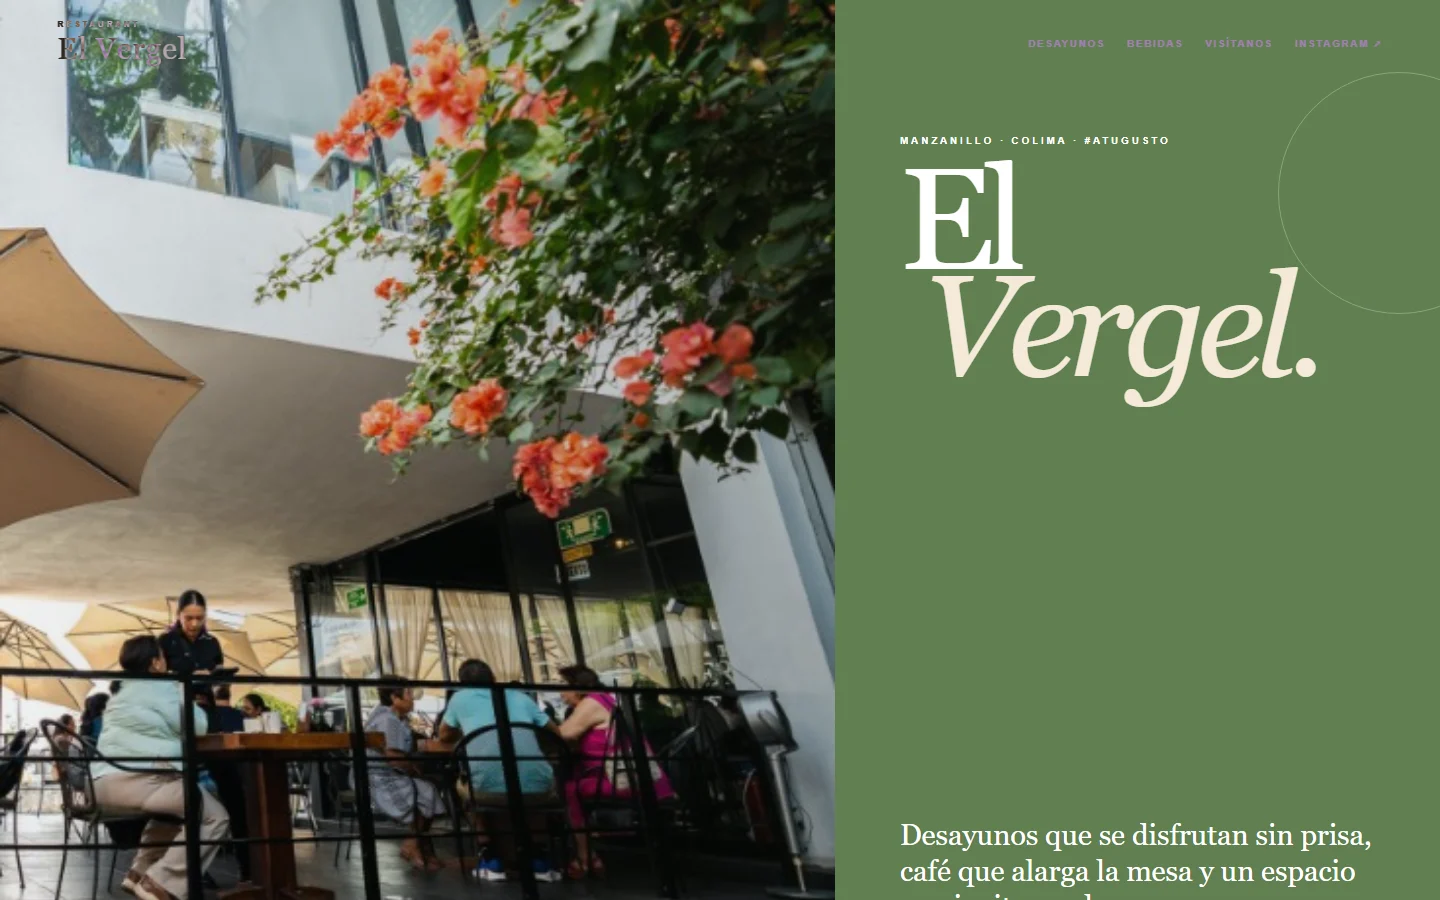 RESTAURANT
El Vergel
DESAYUNOS BEBIDAS VISÍTANOS INSTAGRAM ↗
MANZANILLO · COLIMA · #ATUGUSTO
El
Vergel.
Desayunos que se disfrutan sin prisa,
café que alarga la mesa y un espacio